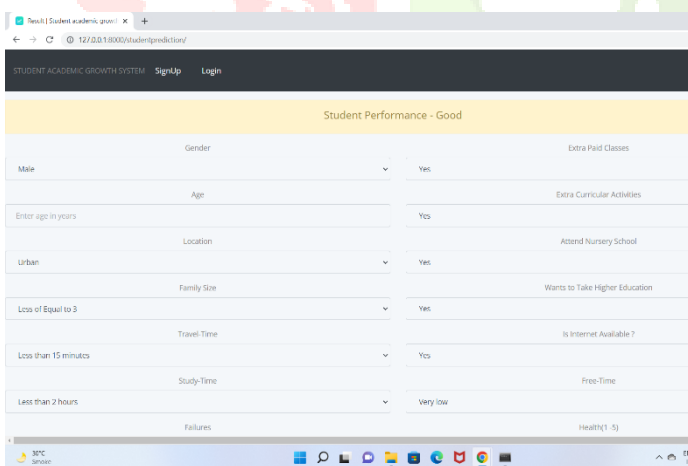 Result | Student academic growt
127.0.0.1:8000/studentprediction/
STUDENT ACADEMIC GROWTH SYSTEM SignUp Login
Student Performance - Good
Gender Extra Paid Classes
Male Yes
Age Extra Curricular Activities
Enter age in years Yes
Location Attend Nursery School
Urban Yes
Family Size Wants to Take Higher Education
Less of Equal to 3 Yes
Travel-Time Is Internet Available ?
Less than 15 minutes Yes
Study-Time Free-Time
Less than 2 hours Very low
Failures Health(1 -5)
30°C
Smoke